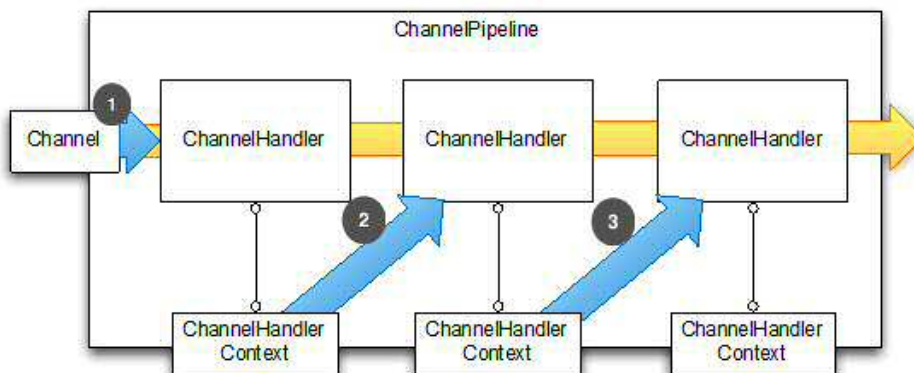 ChannelPipeline
1
Channel
ChannelHandler
ChannelHandler
ChannelHandler
2
3
ChannelHandler
Context
ChannelHandler
Context
ChannelHandler
Context